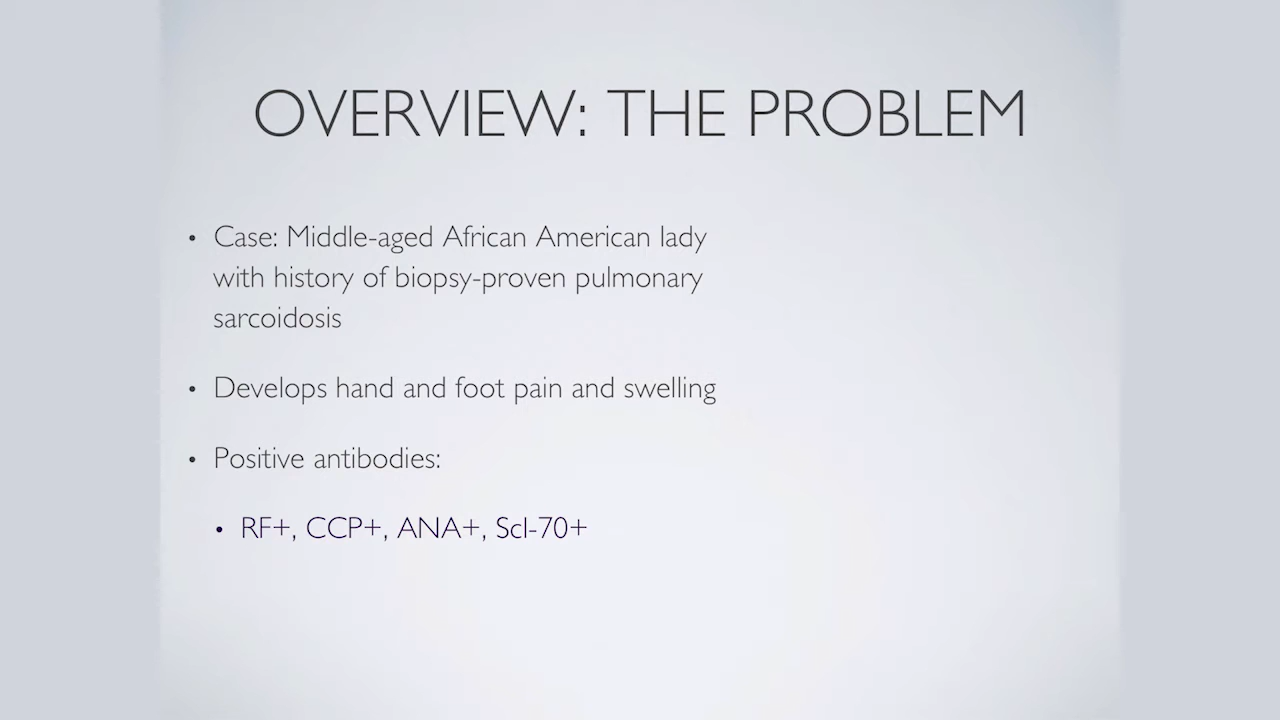 OVERVIEW: THE PROBLEM
• Case: Middle-aged African American lady
with history of biopsy-proven pulmonary
sarcoidosis
• Develops hand and foot pain and swelling
• Positive antibodies:
• RF+, CCP+, ANA+, Scl-70+